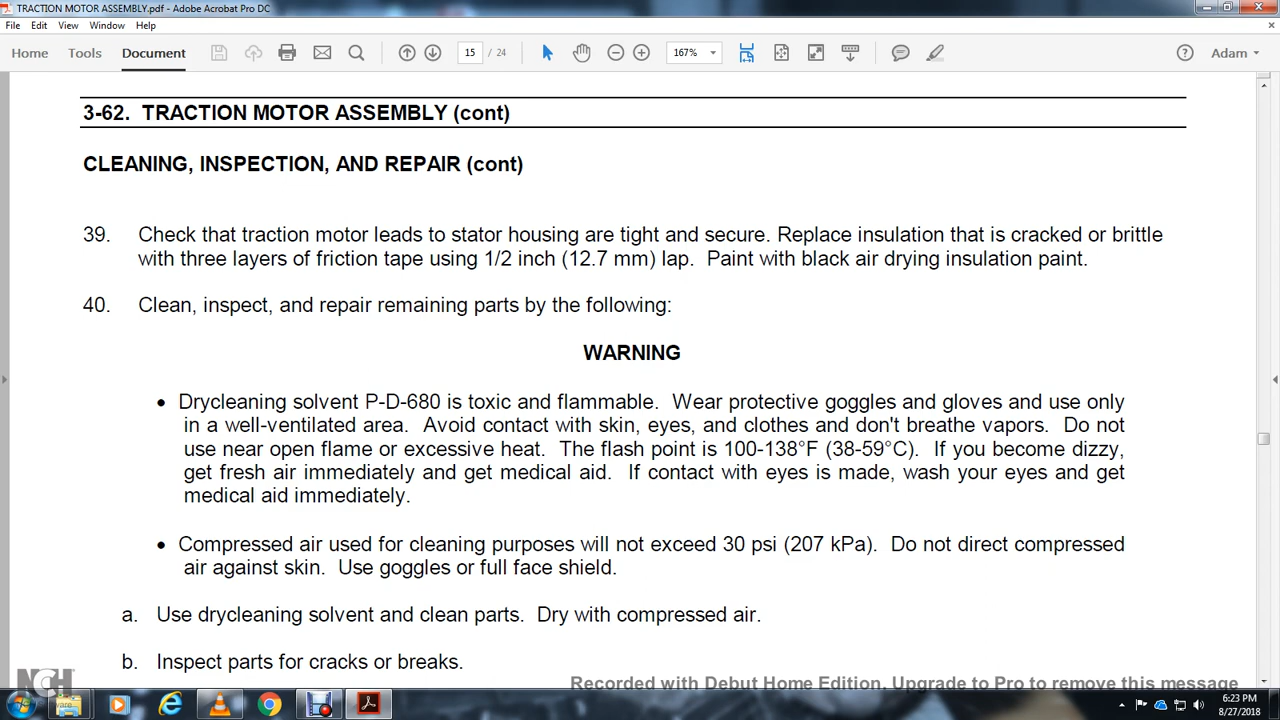 TRACTION MOTOR ASSEMBLY.pdf - Adobe Acrobat Pro DC
File Edit View Window Help
Home Tools Document 15 / 24 167% Adam
3-62. TRACTION MOTOR ASSEMBLY (cont)
CLEANING, INSPECTION, AND REPAIR (cont)
39. Check that traction motor leads to stator housing are tight and secure. Replace insulation that is cracked or brittle
with three layers of friction tape using 1/2 inch (12.7 mm) lap. Paint with black air drying insulation paint.
40. Clean, inspect, and repair remaining parts by the following:
WARNING
• Drycleaning solvent P-D-680 is toxic and flammable. Wear protective goggles and gloves and use only
in a well-ventilated area. Avoid contact with skin, eyes, and clothes and don't breathe vapors. Do not
use near open flame or excessive heat. The flash point is 100-138°F (38-59°C). If you become dizzy,
get fresh air immediately and get medical aid. If contact with eyes is made, wash your eyes and get
medical aid immediately.
• Compressed air used for cleaning purposes will not exceed 30 psi (207 kPa). Do not direct compressed
air against skin. Use goggles or full face shield.
a. Use drycleaning solvent and clean parts. Dry with compressed air.
b. Inspect parts for cracks or breaks.
NCH
Recorded with Debut Home Edition. Upgrade to Pro to remove this message
6:23 PM
8/27/2018